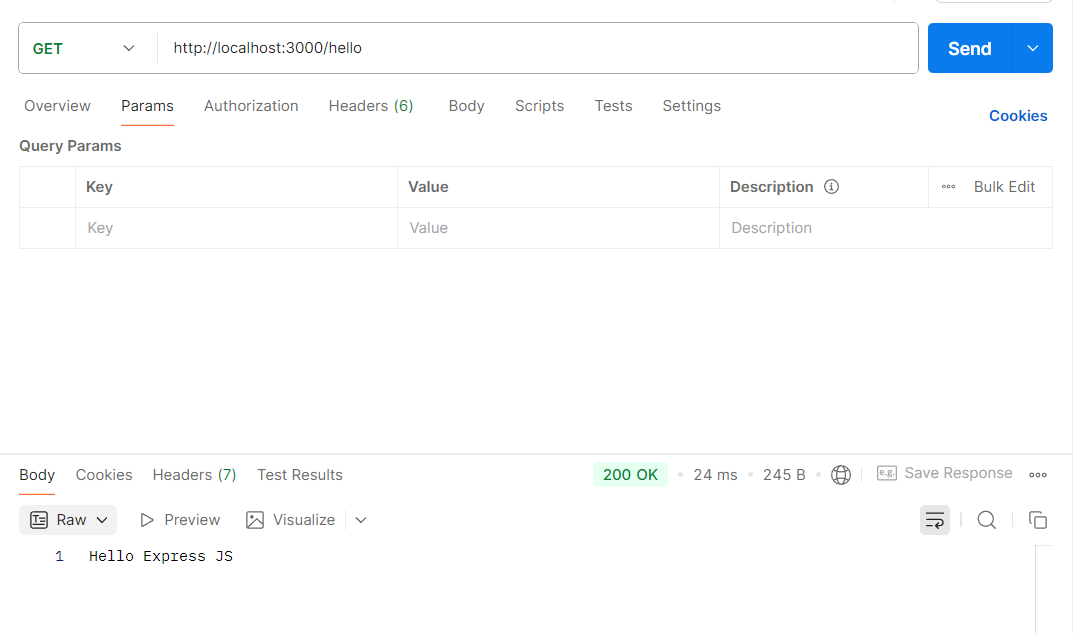 GET http://localhost:3000/hello Send
Overview Params Authorization Headers (6) Body Scripts Tests Settings Cookies
Query Params
Key Value Description Bulk Edit
Key Value Description
Body Cookies Headers (7) Test Results 200 OK 24 ms 245 B e.g. Save Response
Raw Preview Visualize
1 Hello Express JS